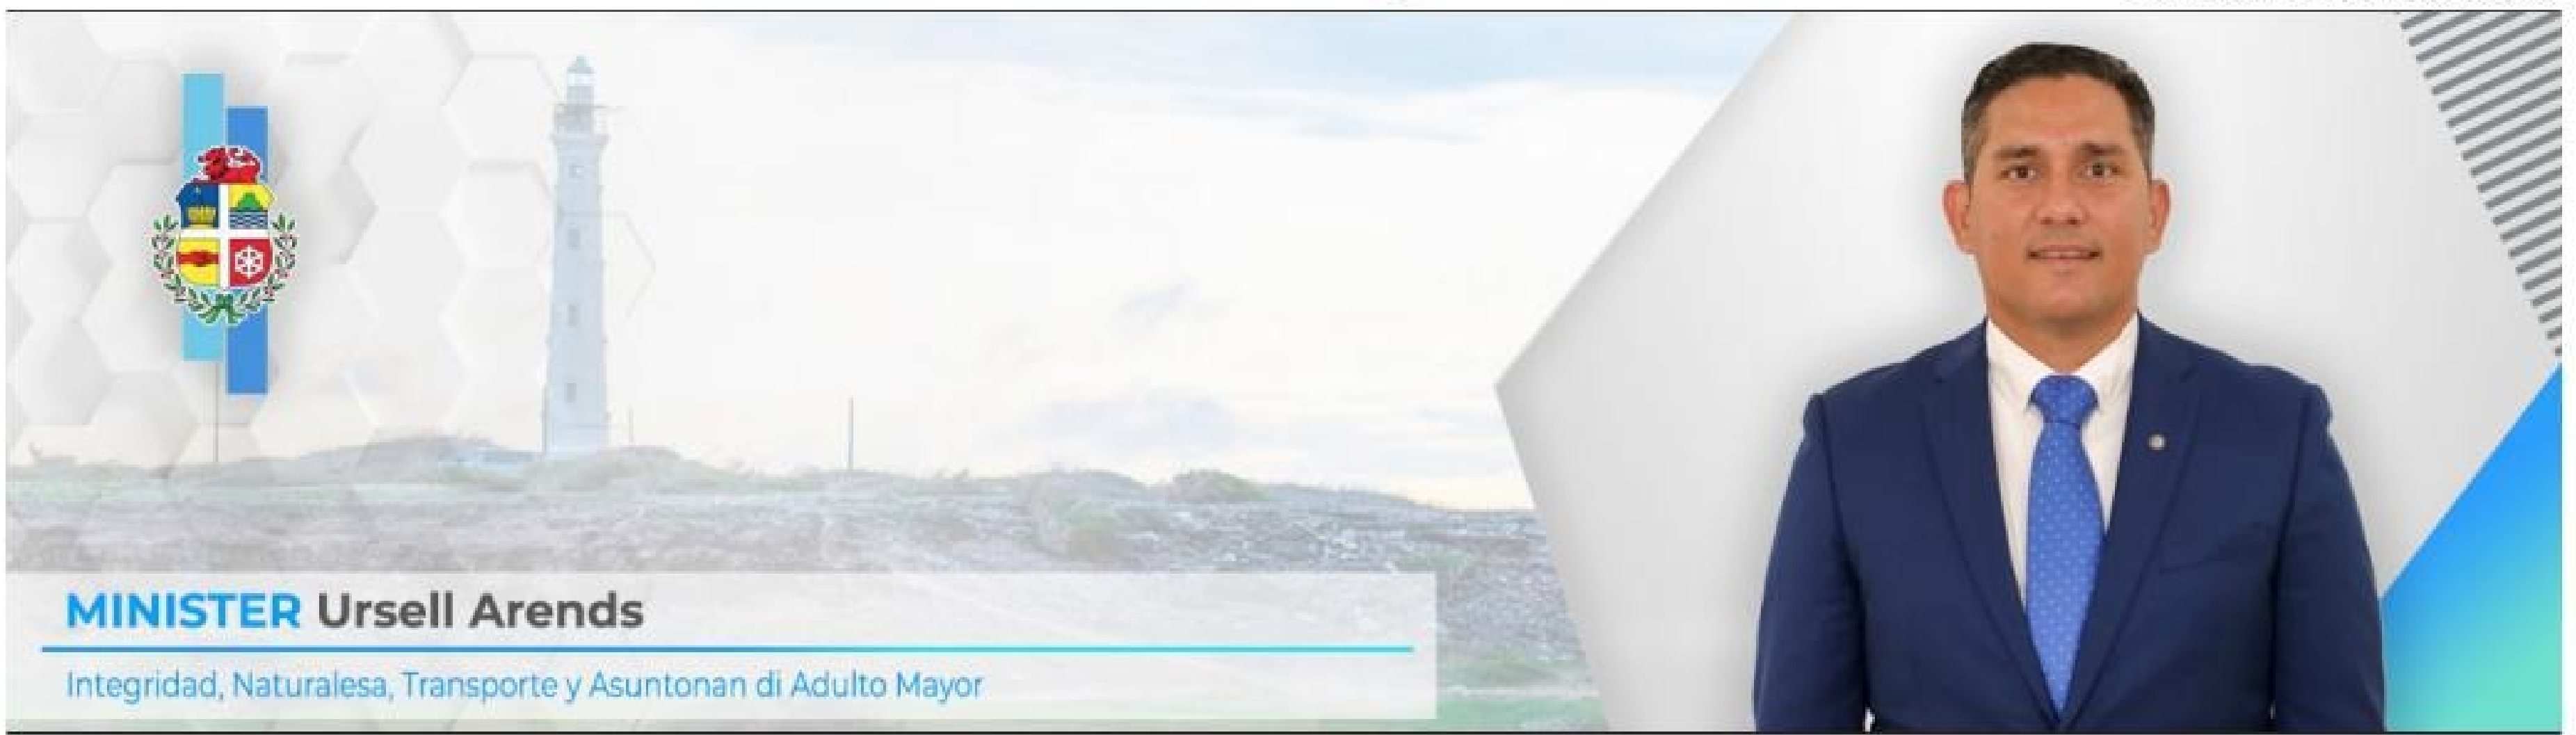 MINISTER Ursell Arends
Integridad, Naturalesa, Transporte y Asuntonan di Adulto Mayor